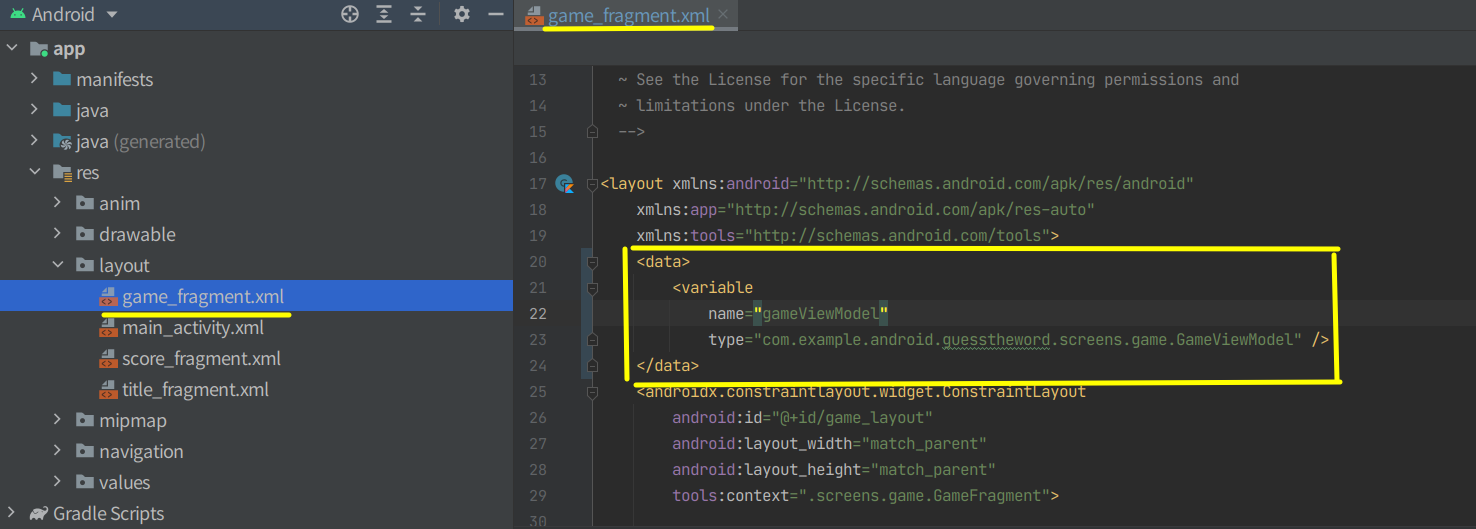 Android
app
manifests
java
java (generated)
res
anim
drawable
layout
game_fragment.xml
main_activity.xml
score_fragment.xml
title_fragment.xml
mipmap
navigation
values
Gradle Scripts
game_fragment.xml
13 ~ See the License for the specific language governing permissions and
14 ~ limitations under the License.
15 -->
16
17 <layout xmlns:android="http://schemas.android.com/apk/res/android"
18 xmlns:app="http://schemas.android.com/apk/res-auto"
19 xmlns:tools="http://schemas.android.com/tools">
20 <data>
21 <variable
22 name="gameViewModel"
23 type="com.example.android.guesstheword.screens.game.GameViewModel" />
24 </data>
25 <androidx.constraintlayout.widget.ConstraintLayout
26 android:id="@+id/game_layout"
27 android:layout_width="match_parent"
28 android:layout_height="match_parent"
29 tools:context=".screens.game.GameFragment">
30